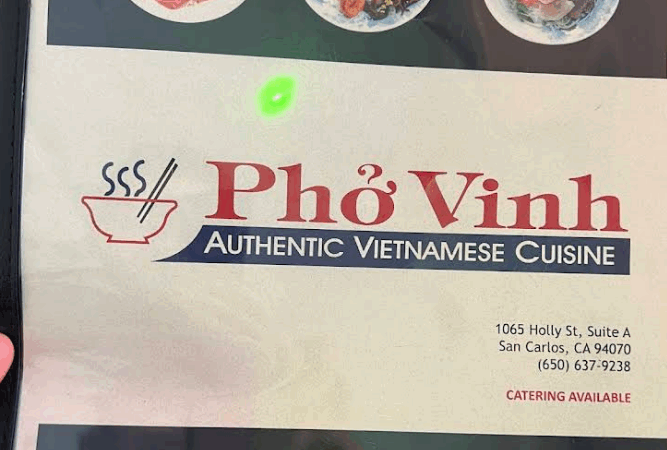 Phở Vinh
AUTHENTIC VIETNAMESE CUISINE
1065 Holly St, Suite A
San Carlos, CA 94070
(650) 637-9238
CATERING AVAILABLE